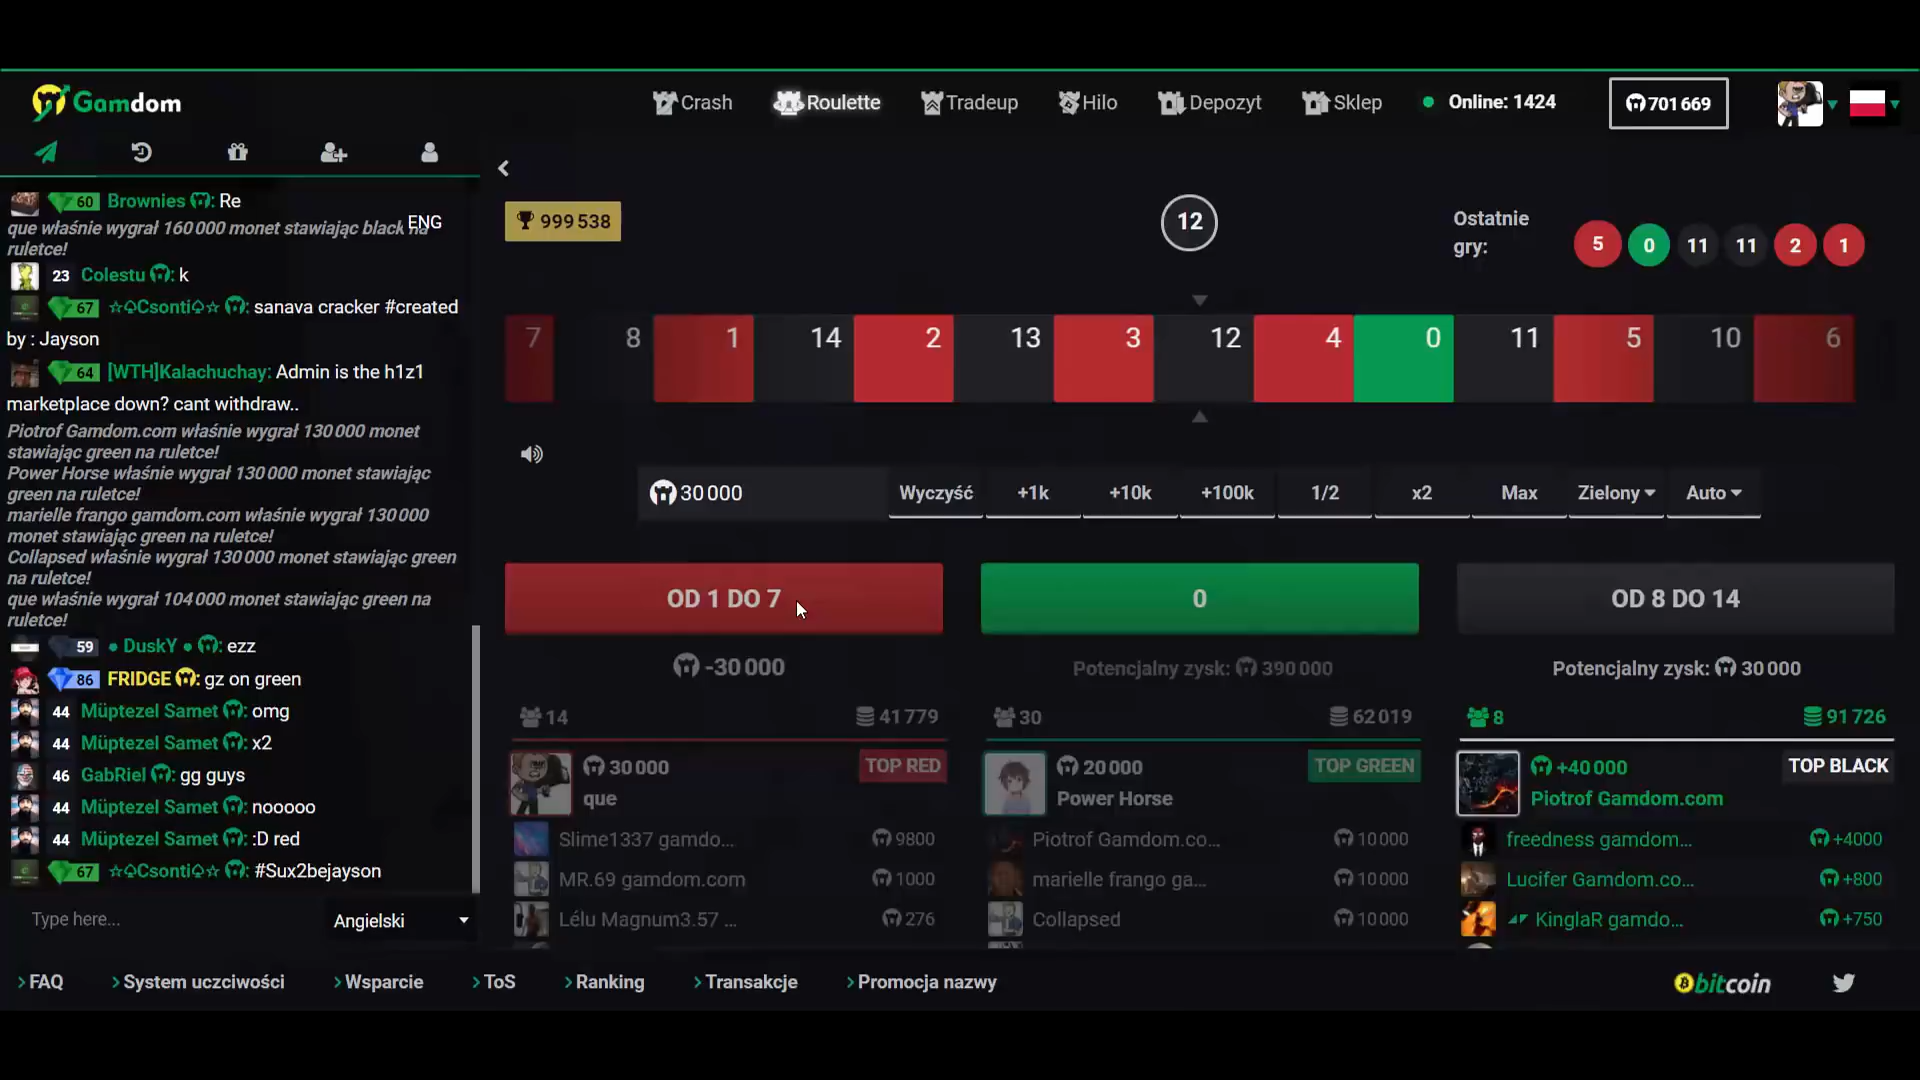 Gamdom
Crash
Roulette
Tradeup
Hilo
Depozyt
Sklep
Online: 1424
701 669
60 Brownies : Re
ENG
que właśnie wygrał 160 000 monet stawiając black na
ruletce!
23 Colestu : k
67 ☆♤Csonti♤☆ : sanava cracker #created
by : Jayson
64 [WTH]Kalachuchay: Admin is the h1z1
marketplace down? cant withdraw..
Piotrof Gamdom.com właśnie wygrał 130 000 monet
stawiając green na ruletce!
Power Horse właśnie wygrał 130 000 monet stawiając
green na ruletce!
marielle frango gamdom.com właśnie wygrał 130 000
monet stawiając green na ruletce!
Collapsed właśnie wygrał 130 000 monet stawiając green
na ruletce!
que właśnie wygrał 104 000 monet stawiając green na
ruletce!
59 • DuskY • : ezz
86 FRIDGE : gz on green
44 Müptezel Samet : omg
44 Müptezel Samet : x2
46 GabRiel : gg guys
44 Müptezel Samet : nooooo
44 Müptezel Samet : :D red
67 ☆♤Csonti♤☆ : #Sux2bejayson
Type here...
Angielski
999 538
12
Ostatnie
gry:
5 0 11 11 2 1
7 8 1 14 2 13 3 12 4 0 11 5 10 6
30 000
Wyczyść
+1k
+10k
+100k
1/2
x2
Max
Zielony
Auto
OD 1 DO 7
-30 000
14
41 779
30 000
TOP RED
que
Slime1337 gamdo... 9800
MR.69 gamdom.com 1000
Lélu Magnum3.57 ... 276
0
Potencjalny zysk: 390 000
30
62 019
20 000
TOP GREEN
Power Horse
Piotrof Gamdom.co... 10 000
marielle frango ga... 10 000
Collapsed 10 000
OD 8 DO 14
Potencjalny zysk: 30 000
8
91 726
+40 000
TOP BLACK
Piotrof Gamdom.com
freedness gamdom... +4000
Lucifer Gamdom.co... +800
KinglaR gamdo... +750
FAQ
System uczciwości
Wsparcie
ToS
Ranking
Transakcje
Promocja nazwy
bitcoin